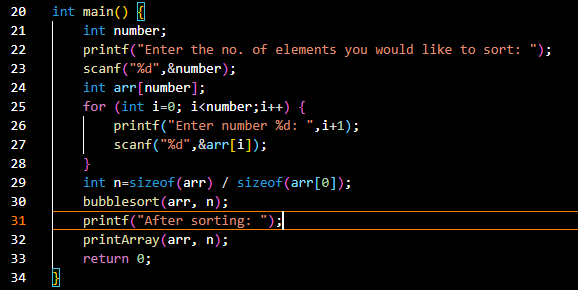 20 int main() {
21     int number;
22     printf("Enter the no. of elements you would like to sort: ");
23     scanf("%d",&number);
24     int arr[number];
25     for (int i=0; i<number;i++) {
26         printf("Enter number %d: ",i+1);
27         scanf("%d",&arr[i]);
28     }
29     int n=sizeof(arr) / sizeof(arr[0]);
30     bubblesort(arr, n);
31     printf("After sorting: ");
32     printArray(arr, n);
33     return 0;
34 }